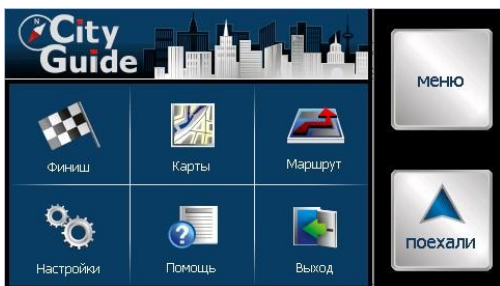 City
Guide
Финиш
Карты
Маршрут
Настройки
Помощь
Выход
меню
поехали